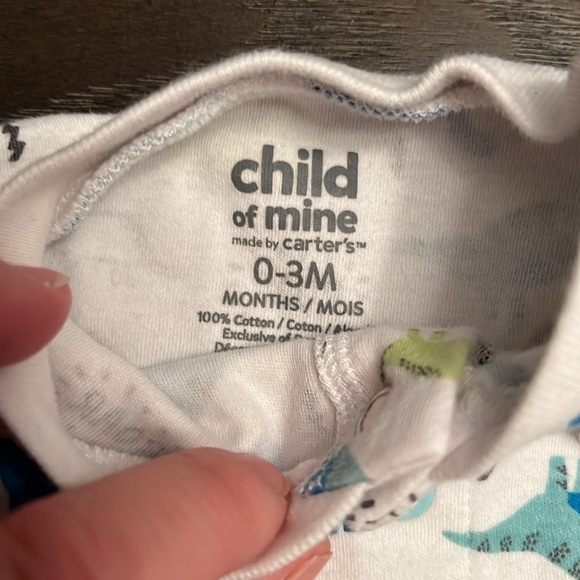 child
of mine
made by carter's™
0-3M
MONTHS / MOIS
100% Cotton / Coton /
Exclusive of